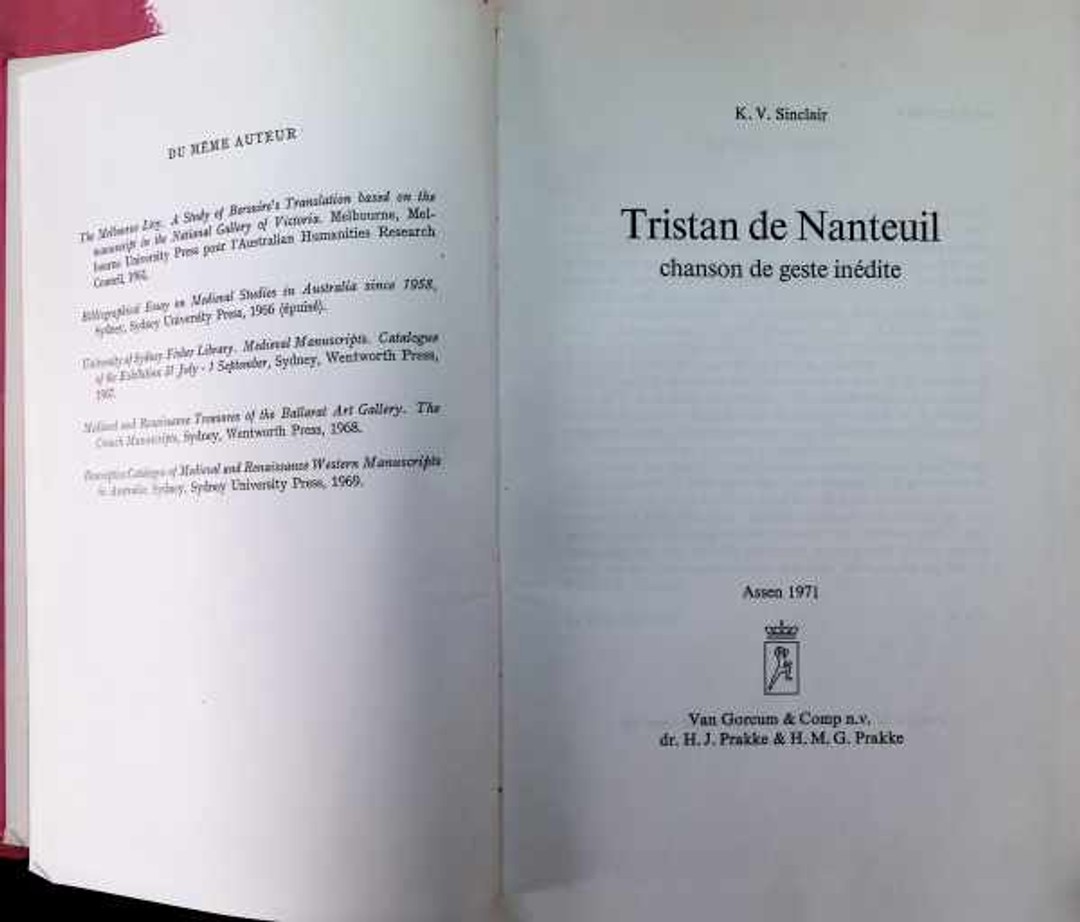 DU MÊME AUTEUR
The Melbourne Livy. A Study of Bersuire's Translation based on the
manuscript in the National Gallery of Victoria. Melbourne, Mel-
bourne University Press pour l'Australian Humanities Research
Council, 1961.
Bibliographical Essay on Medieval Studies in Australia since 1958,
Sydney, Sydney University Press, 1966 (épuisé).
University of Sydney Fisher Library. Medieval Manuscripts. Catalogue
of the Exhibition 31 July - 1 September, Sydney, Wentworth Press,
1967.
Medieval and Renaissance Treasures of the Ballarat Art Gallery. The
Crouch Manuscripts, Sydney, Wentworth Press, 1968.
Descriptive Catalogue of Medieval and Renaissance Western Manuscripts
in Australia, Sydney, Sydney University Press, 1969.
K. V. Sinclair
Tristan de Nanteuil
chanson de geste inédite
Assen 1971
Van Gorcum & Comp n.v.
dr. H. J. Prakke & H. M. G. Prakke